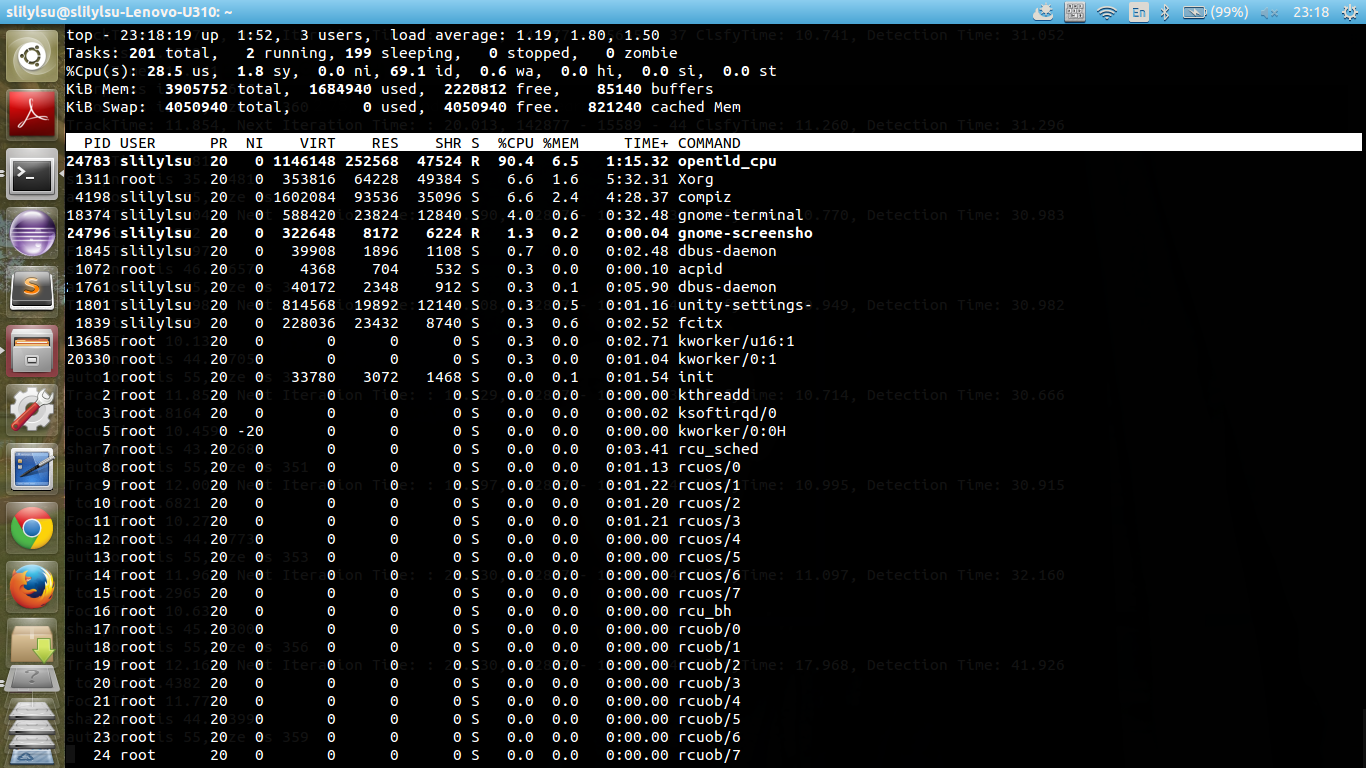 slilylsu@slilylsu-Lenovo-U310: ~ En (99%) 23:18
top - 23:18:19 up  1:52,  3 users,  load average: 1.19, 1.80, 1.50
Tasks: 201 total,   2 running, 199 sleeping,   0 stopped,   0 zombie
%Cpu(s): 28.5 us,  1.8 sy,  0.0 ni, 69.1 id,  0.6 wa,  0.0 hi,  0.0 si,  0.0 st
KiB Mem:   3905752 total,  1684940 used,  2220812 free,    85140 buffers
KiB Swap:  4050940 total,        0 used,  4050940 free.   821240 cached Mem
PID USER      PR  NI    VIRT    RES    SHR S  %CPU %MEM     TIME+ COMMAND
24783 slilylsu  20   0 1146148 252568  47524 R  90.4  6.5   1:15.32 opentld_cpu
1311 root      20   0  353816  64228  49384 S   6.6  1.6   5:32.31 Xorg
4198 slilylsu  20   0 1602084  93536  35096 S   6.6  2.4   4:28.37 compiz
18374 slilylsu  20   0  588420  23824  12840 S   4.0  0.6   0:32.48 gnome-terminal
24796 slilylsu  20   0  322648   8172   6224 R   1.3  0.2   0:00.04 gnome-screensho
1845 slilylsu  20   0   39908   1896   1108 S   0.7  0.0   0:02.48 dbus-daemon
1072 root      20   0    4368    704    532 S   0.3  0.0   0:00.10 acpid
1761 slilylsu  20   0   40172   2348    912 S   0.3  0.1   0:05.90 dbus-daemon
1801 slilylsu  20   0  814568  19892  12140 S   0.3  0.5   0:01.16 unity-settings-
1839 slilylsu  20   0  228036  23432   8740 S   0.3  0.6   0:02.52 fcitx
13685 root      20   0       0      0      0 S   0.3  0.0   0:02.71 kworker/u16:1
20330 root      20   0       0      0      0 S   0.3  0.0   0:01.04 kworker/0:1
1 root      20   0   33780   3072   1468 S   0.0  0.1   0:01.54 init
2 root      20   0       0      0      0 S   0.0  0.0   0:00.00 kthreadd
3 root      20   0       0      0      0 S   0.0  0.0   0:00.02 ksoftirqd/0
5 root       0 -20       0      0      0 S   0.0  0.0   0:00.00 kworker/0:0H
7 root      20   0       0      0      0 S   0.0  0.0   0:03.41 rcu_sched
8 root      20   0       0      0      0 S   0.0  0.0   0:01.13 rcuos/0
9 root      20   0       0      0      0 S   0.0  0.0   0:01.22 rcuos/1
10 root      20   0       0      0      0 S   0.0  0.0   0:01.20 rcuos/2
11 root      20   0       0      0      0 S   0.0  0.0   0:01.21 rcuos/3
12 root      20   0       0      0      0 S   0.0  0.0   0:00.00 rcuos/4
13 root      20   0       0      0      0 S   0.0  0.0   0:00.00 rcuos/5
14 root      20   0       0      0      0 S   0.0  0.0   0:00.00 rcuos/6
15 root      20   0       0      0      0 S   0.0  0.0   0:00.00 rcuos/7
16 root      20   0       0      0      0 S   0.0  0.0   0:00.00 rcu_bh
17 root      20   0       0      0      0 S   0.0  0.0   0:00.00 rcuob/0
18 root      20   0       0      0      0 S   0.0  0.0   0:00.00 rcuob/1
19 root      20   0       0      0      0 S   0.0  0.0   0:00.00 rcuob/2
20 root      20   0       0      0      0 S   0.0  0.0   0:00.00 rcuob/3
21 root      20   0       0      0      0 S   0.0  0.0   0:00.00 rcuob/4
22 root      20   0       0      0      0 S   0.0  0.0   0:00.00 rcuob/5
23 root      20   0       0      0      0 S   0.0  0.0   0:00.00 rcuob/6
24 root      20   0       0      0      0 S   0.0  0.0   0:00.00 rcuob/7